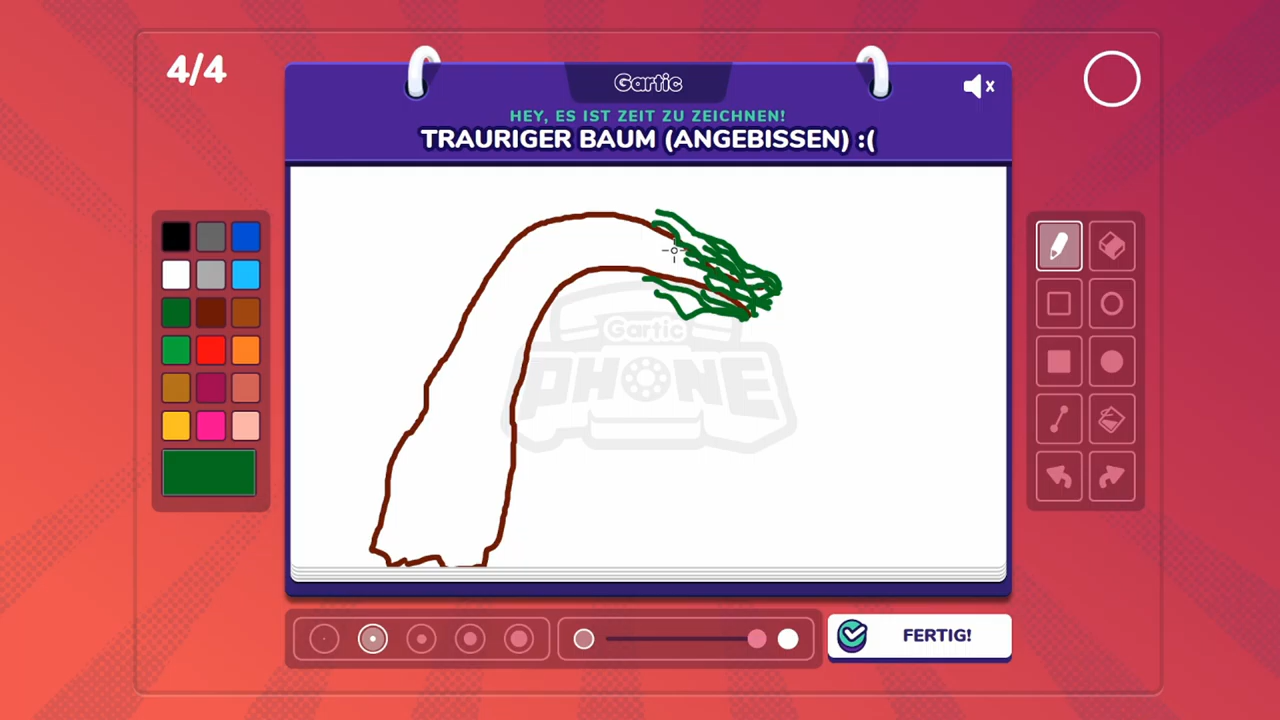 4/4
Gartic
HEY, ES IST ZEIT ZU ZEICHNEN!
TRAURIGER BAUM (ANGEBISSEN) :(
Gartic
PHONE
FERTIG!